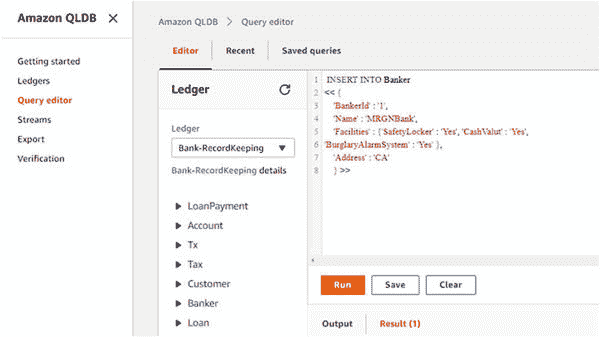 Amazon QLDB ×
Getting started
Ledgers
Query editor
Streams
Export
Verification
Amazon QLDB > Query editor
Editor Recent Saved queries
Ledger
Ledger
Bank-RecordKeeping
Bank-RecordKeeping details
LoanPayment
Account
Tx
Tax
Customer
Banker
Loan
1 INSERT INTO Banker
2 << {
3 'BankerId' : '1',
4 'Name' : 'MRGNBank',
5 'Facilities' : {'SafetyLocker' : 'Yes', 'CashValut' : 'Yes',
6 'BurglaryAlarmSystem' : 'Yes' },
7 'Address' : 'CA'
8 } >>
Run Save Clear
Output Result (1)